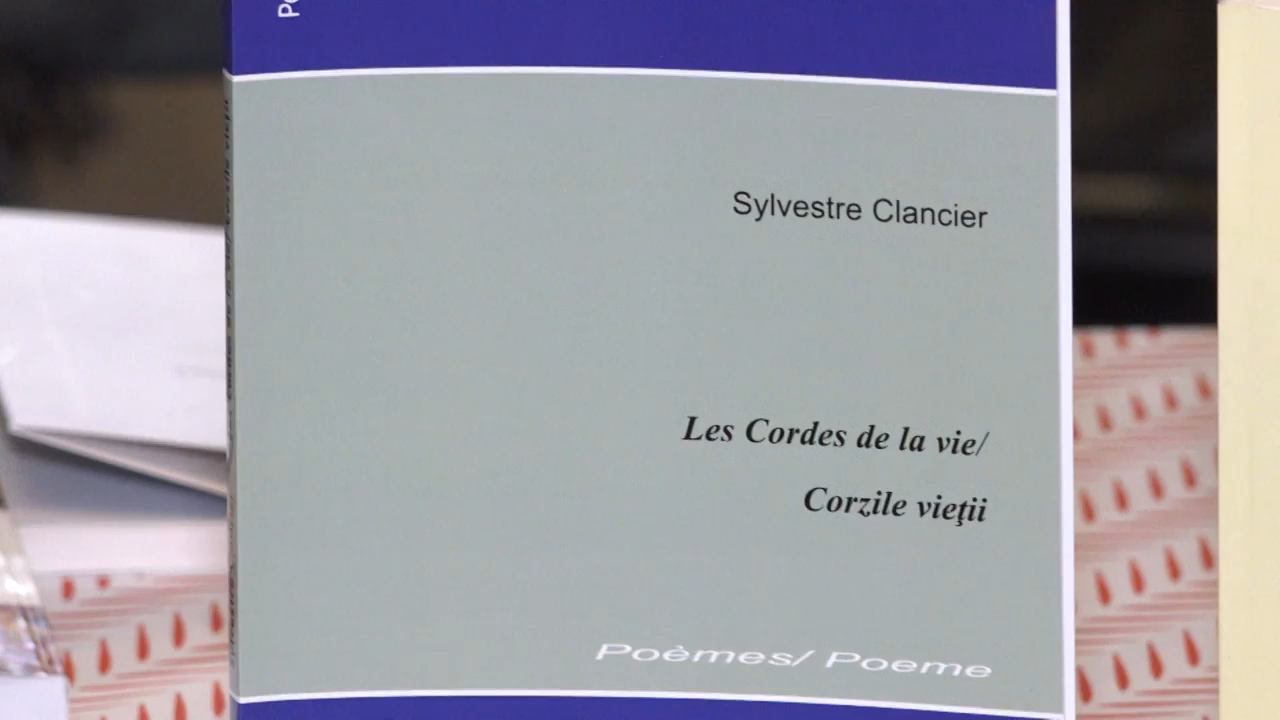 Sylvestre Clancier
Les Cordes de la vie/
Corzile vieţii
Poèmes/ Poeme